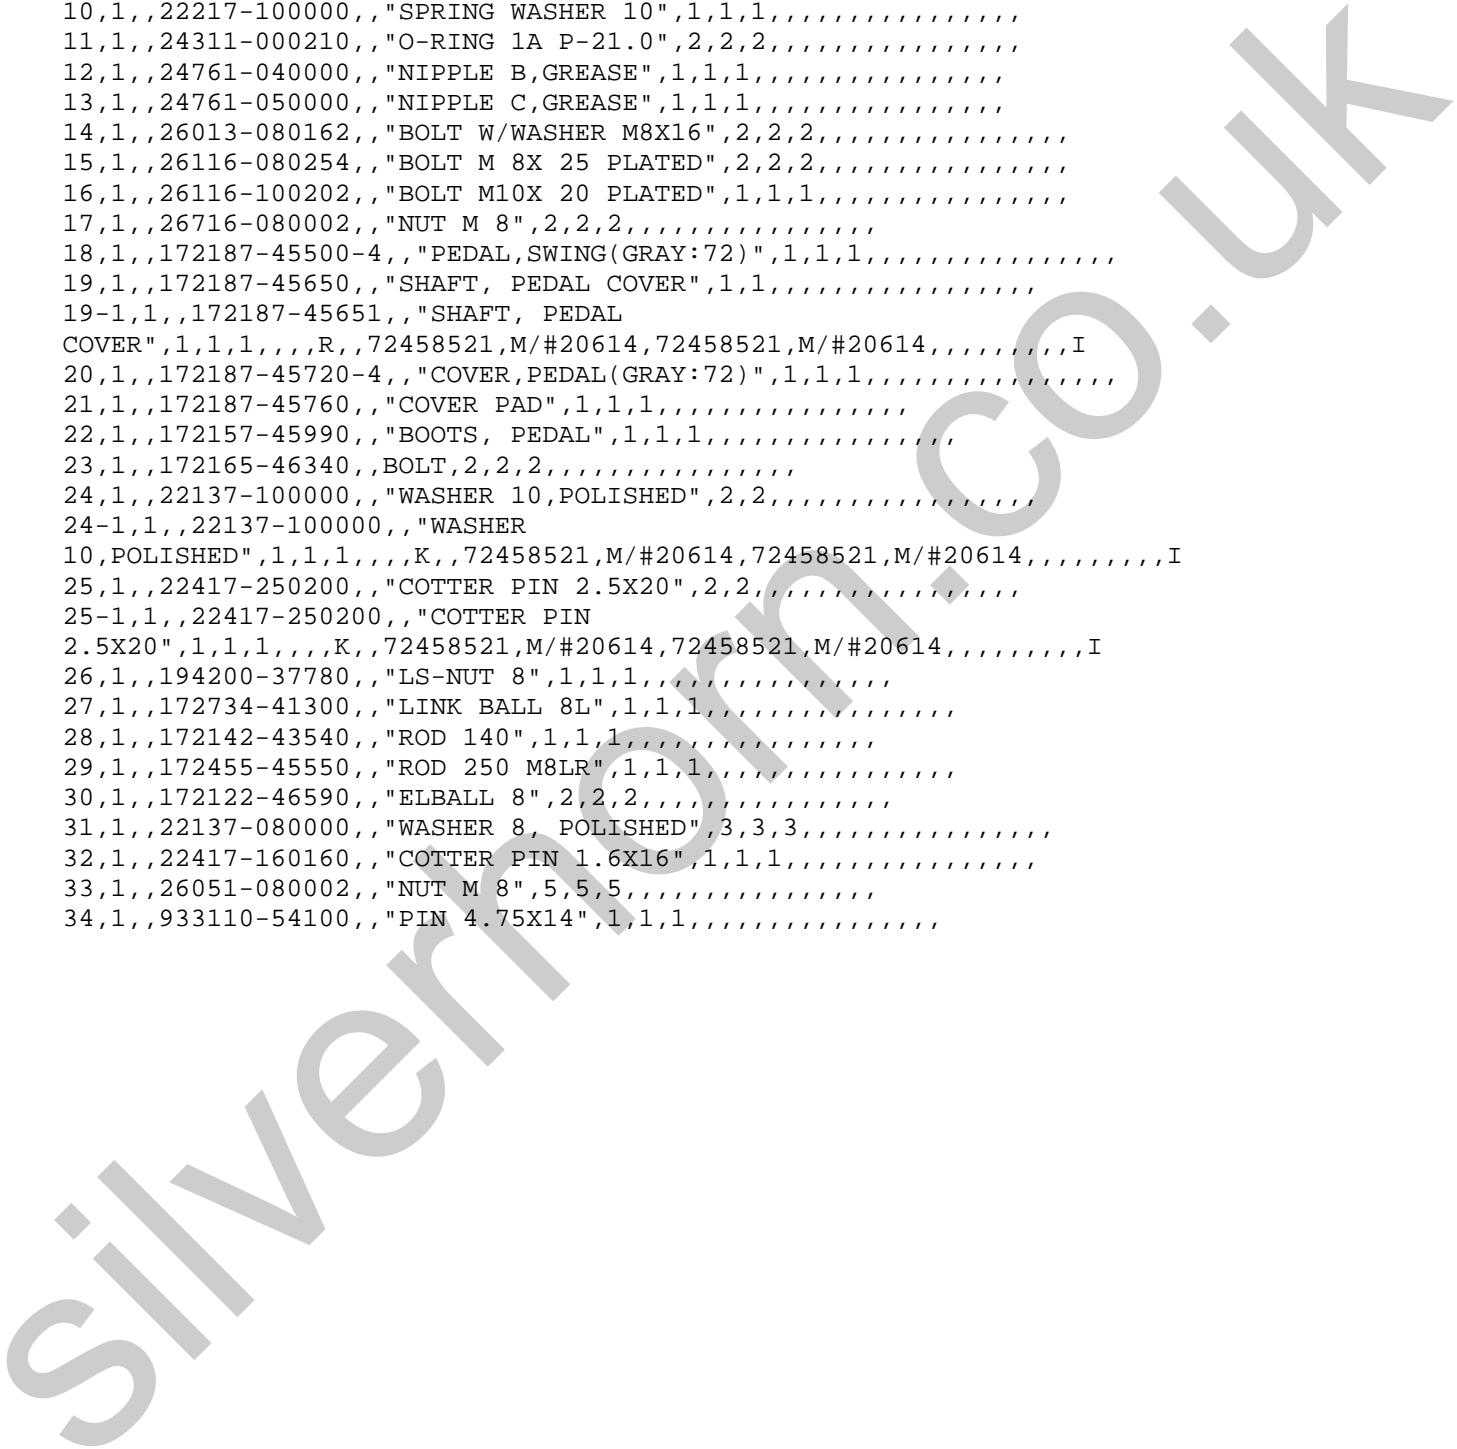 10,1,,22217-100000,,"SPRING WASHER 10",1,1,1,,,,,,,,,,,,,,,,
11,1,,24311-000210,,"O-RING 1A P-21.0",2,2,2,,,,,,,,,,,,,,,,
12,1,,24761-040000,,"NIPPLE B,GREASE",1,1,1,,,,,,,,,,,,,,,,
13,1,,24761-050000,,"NIPPLE C,GREASE",1,1,1,,,,,,,,,,,,,,,,
14,1,,26013-080162,,"BOLT W/WASHER M8X16",2,2,2,,,,,,,,,,,,,,,,
15,1,,26116-080254,,"BOLT M 8X 25 PLATED",2,2,2,,,,,,,,,,,,,,,,
16,1,,26116-100202,,"BOLT M10X 20 PLATED",1,1,1,,,,,,,,,,,,,,,,
17,1,,26716-080002,,"NUT M 8",2,2,2,,,,,,,,,,,,,,,,
18,1,,172187-45500-4,,"PEDAL,SWING(GRAY:72)",1,1,1,,,,,,,,,,,,,,,,
19,1,,172187-45650,,"SHAFT, PEDAL COVER",1,1,,,,,,,,,,,,,,,,,
19-1,1,,172187-45651,,"SHAFT, PEDAL
COVER",1,1,1,,,,R,,72458521,M/#20614,72458521,M/#20614,,,,,,,,,I
20,1,,172187-45720-4,,"COVER,PEDAL(GRAY:72)",1,1,1,,,,,,,,,,,,,,,,
21,1,,172187-45760,,"COVER PAD",1,1,1,,,,,,,,,,,,,,,,
22,1,,172157-45990,,"BOOTS, PEDAL",1,1,1,,,,,,,,,,,,,,,,
23,1,,172165-46340,,BOLT,2,2,2,,,,,,,,,,,,,,,,
24,1,,22137-100000,,"WASHER 10,POLISHED",2,2,,,,,,,,,,,,,,,,,
24-1,1,,22137-100000,,"WASHER
10,POLISHED",1,1,1,,,,K,,72458521,M/#20614,72458521,M/#20614,,,,,,,,,I
25,1,,22417-250200,,"COTTER PIN 2.5X20",2,2,,,,,,,,,,,,,,,,,
25-1,1,,22417-250200,,"COTTER PIN
2.5X20",1,1,1,,,,K,,72458521,M/#20614,72458521,M/#20614,,,,,,,,,I
26,1,,194200-37780,,"LS-NUT 8",1,1,1,,,,,,,,,,,,,,,,
27,1,,172734-41300,,"LINK BALL 8L",1,1,1,,,,,,,,,,,,,,,,
28,1,,172142-43540,,"ROD 140",1,1,1,,,,,,,,,,,,,,,,
29,1,,172455-45550,,"ROD 250 M8LR",1,1,1,,,,,,,,,,,,,,,,
30,1,,172122-46590,,"ELBALL 8",2,2,2,,,,,,,,,,,,,,,,
31,1,,22137-080000,,"WASHER 8, POLISHED",3,3,3,,,,,,,,,,,,,,,,
32,1,,22417-160160,,"COTTER PIN 1.6X16",1,1,1,,,,,,,,,,,,,,,,
33,1,,26051-080002,,"NUT M 8",5,5,5,,,,,,,,,,,,,,,,
34,1,,933110-54100,,"PIN 4.75X14",1,1,1,,,,,,,,,,,,,,,,
silverhorn.co.uk